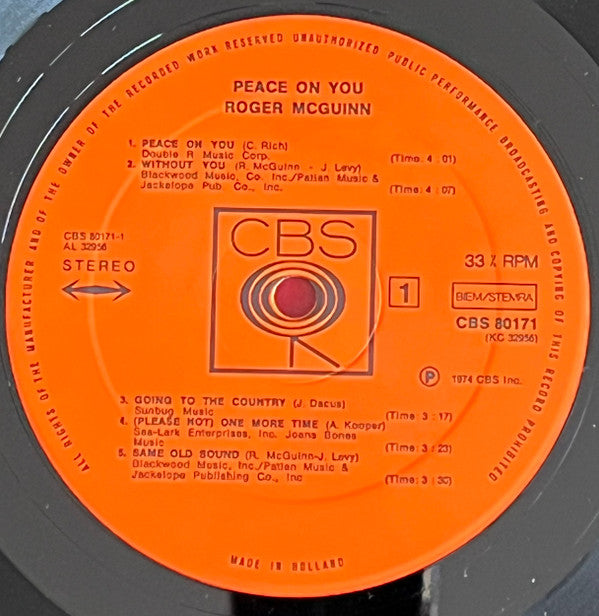 ALL RIGHTS OF THE MANUFACTURER AND OF THE OWNER OF THE RECORDED WORK RESERVED UNAUTHORIZED PUBLIC PERFORMANCE BROADCASTING AND COPYING OF THIS RECORD PROHIBITED
PEACE ON YOU
ROGER MCGUINN
1. PEACE ON YOU (C. Rich)
Double R Music Corp. (Time: 4 : 01)
2. WITHOUT YOU (R. McGuinn - J. Levy)
Blackwood Music, Co. Inc./Patian Music &
Jackelope Pub. Co., Inc. (Time: 4 : 07)
CBS 80171-1
AL 32956
STEREO
CBS
33 ⅓ RPM
1
BIEM/STEMRA
CBS 80171
(KC 32956)
℗ 1974 CBS Inc.
3. GOING TO THE COUNTRY (J. Dacus)
Sunbug Music (Time: 3 : 17)
4. (PLEASE NOT) ONE MORE TIME (A. Kooper)
Sea-Lark Enterprises, Inc. Joans Bones
Music (Time: 3 : 23)
5. SAME OLD SOUND (R. McGuinn-J. Levy)
Blackwood Music, Inc./Patian Music &
Jackelope Publishing Co., Inc (Time: 3 : 30)
MADE IN HOLLAND